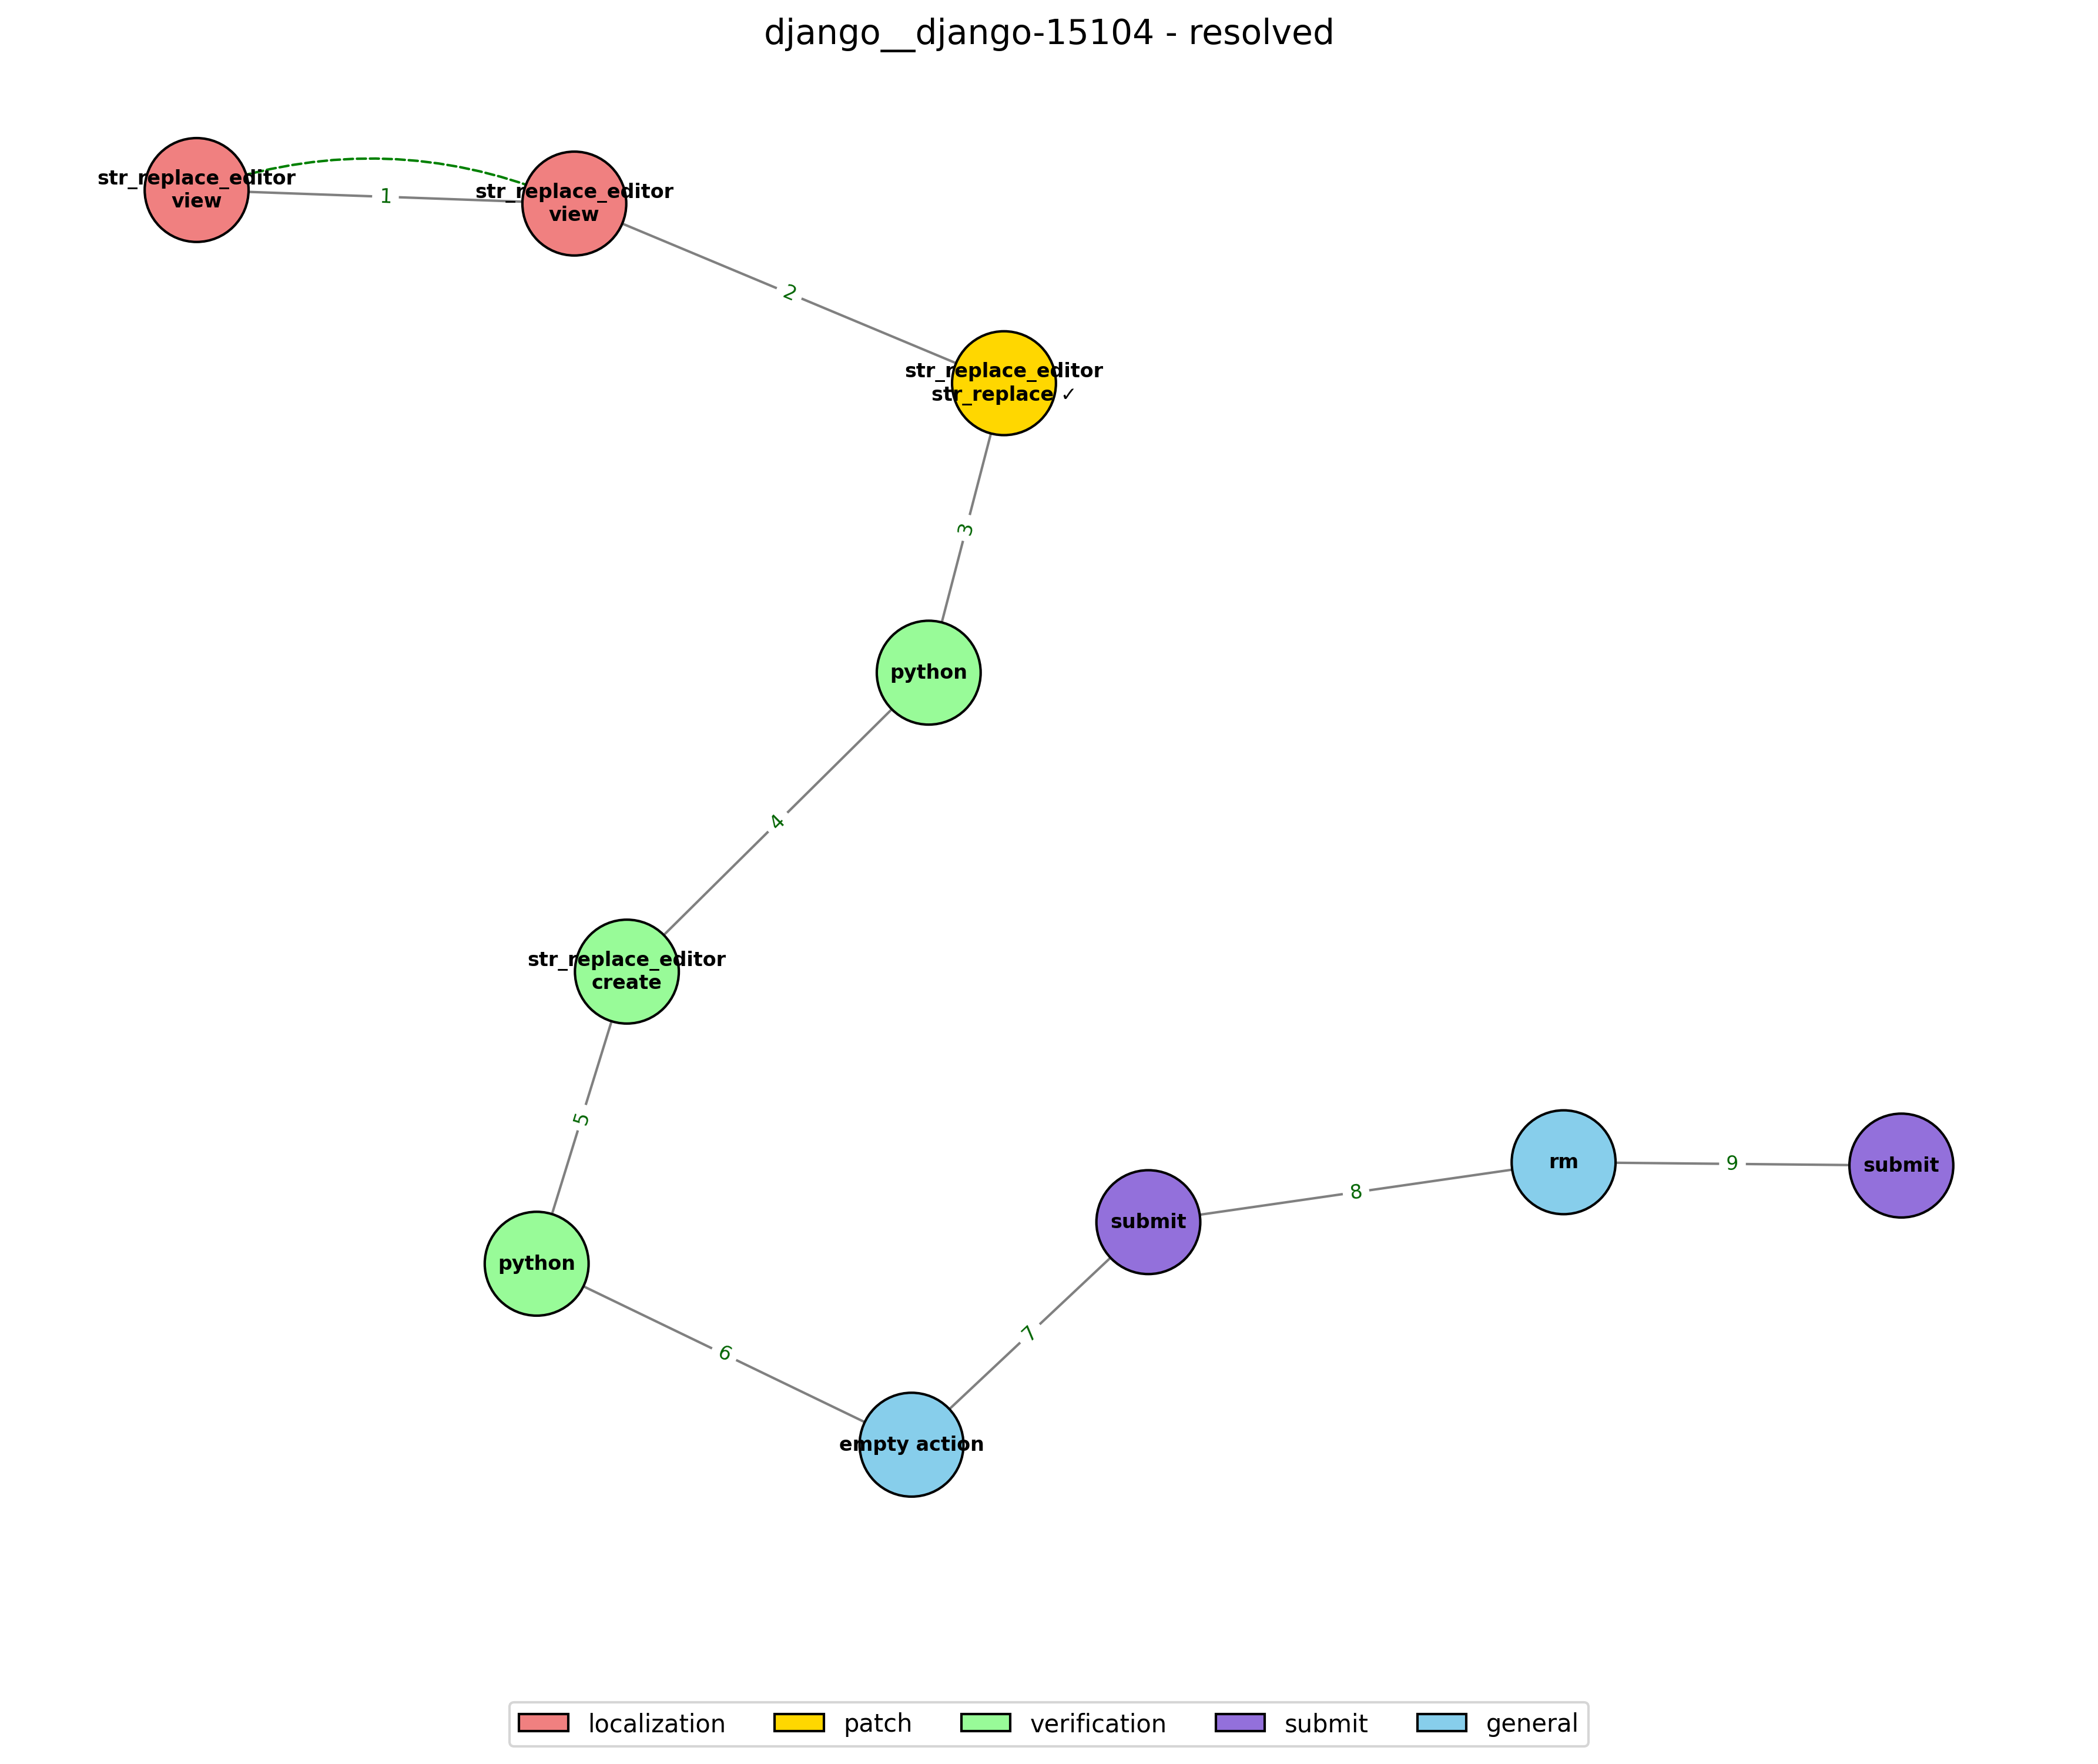 django__django-15104 - resolved
str_replace_editor
view
1
str_replace_editor
view
2
str_replace_editor
str_replace ✓
3
python
4
str_replace_editor
create
5
python
6
empty action
7
submit
8
rm
9
submit
localization
patch
verification
submit
general